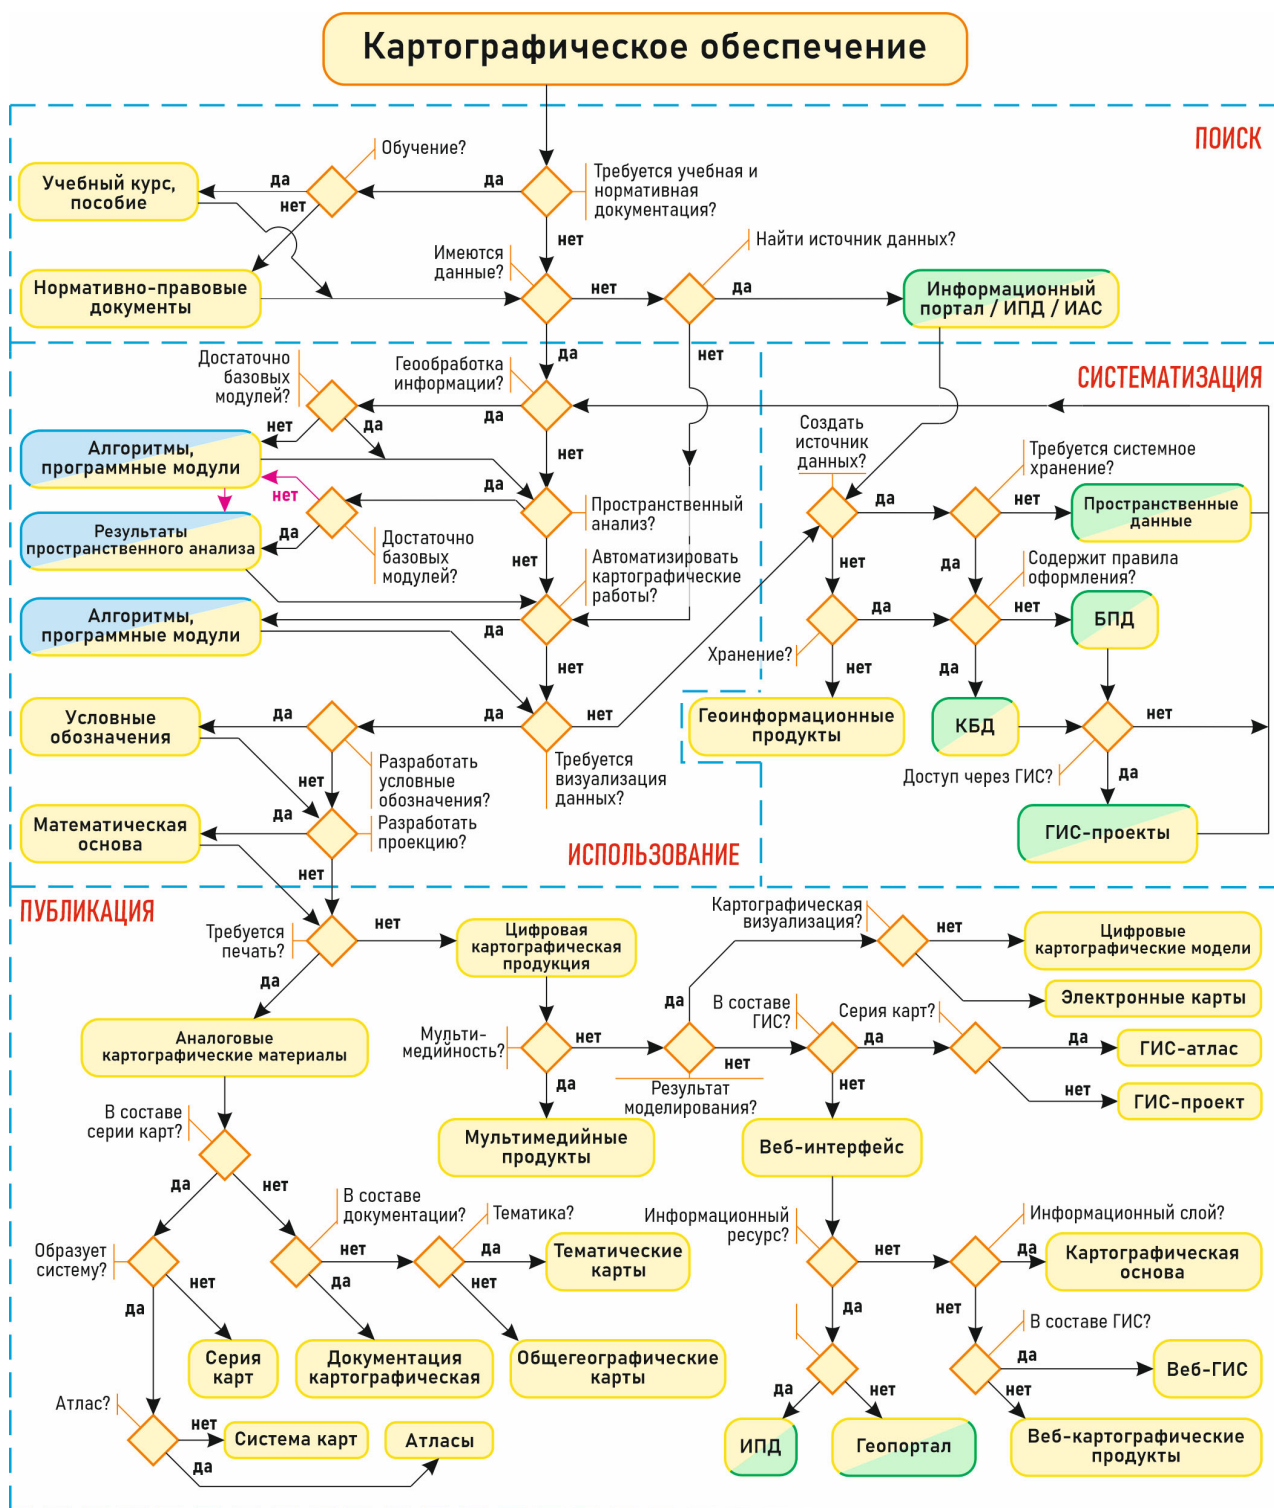 Картографическое обеспечение
ПОИСК
Обучение?
Требуется учебная и
нормативная
документация?
да
да
Учебный курс,
пособие
нет
нет
Найти источник данных?
Имеются
данные?
Нормативно-правовые
документы
нет
да
Информационный
портал / ИПД / ИАС
да
нет
Достаточно
базовых
модулей?
Геообработка
информации?
СИСТЕМАТИЗАЦИЯ
да
нет
да
Создать
источник
данных?
Требуется системное
хранение?
Алгоритмы,
программные модули
нет
да
нет
Пространственный
анализ?
да
нет
Пространственные
данные
Результаты
пространственного анализа
да
Достаточно
базовых
модулей?
нет
Автоматизировать
картографические
работы?
нет
да
Содержит правила
оформления?
Алгоритмы,
программные модули
да
да
нет
БПД
нет
Хранение?
нет
да
Условные
обозначения
да
да
нет
Геоинформационные
продукты
КБД
нет
Разработать
условные
обозначения?
Требуется
визуализация
данных?
нет
Доступ через ГИС?
да
Математическая
основа
да
Разработать
проекцию?
ГИС-проекты
нет
ИСПОЛЬЗОВАНИЕ
ПУБЛИКАЦИЯ
Требуется
печать?
нет
Цифровая
картографическая
продукция
Картографическая
визуализация?
нет
Цифровые
картографические модели
да
да
Электронные карты
Аналоговые
картографические материалы
Мульти-
медийность?
нет
нет
В составе
ГИС?
да
Серия карт?
да
ГИС-атлас
да
Результат
моделирования?
нет
нет
ГИС-проект
В составе
серии карт?
Мультимедийные
продукты
Веб-интерфейс
да
нет
В составе
документации?
Тематика?
Информационный
ресурс?
Информационный слой?
Образует
систему?
нет
да
Тематические
карты
нет
да
Картографическая
основа
нет
да
нет
да
да
нет
В составе ГИС?
Серия
карт
Документация
картографическая
Общегеографические
карты
да
Веб-ГИС
Атлас?
да
нет
нет
нет
Система карт
Атласы
ИПД
Геопортал
Веб-картографические
продукты
да